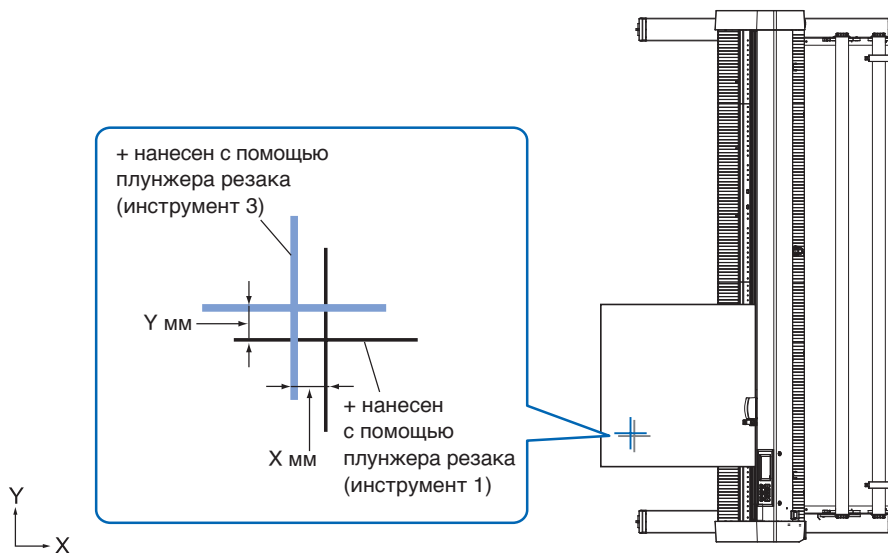 + нанесен с помощью
плунжера резака
(инструмент 3)
Y мм
X мм
+ нанесен
с помощью
плунжера резака
(инструмент 1)
Y
X